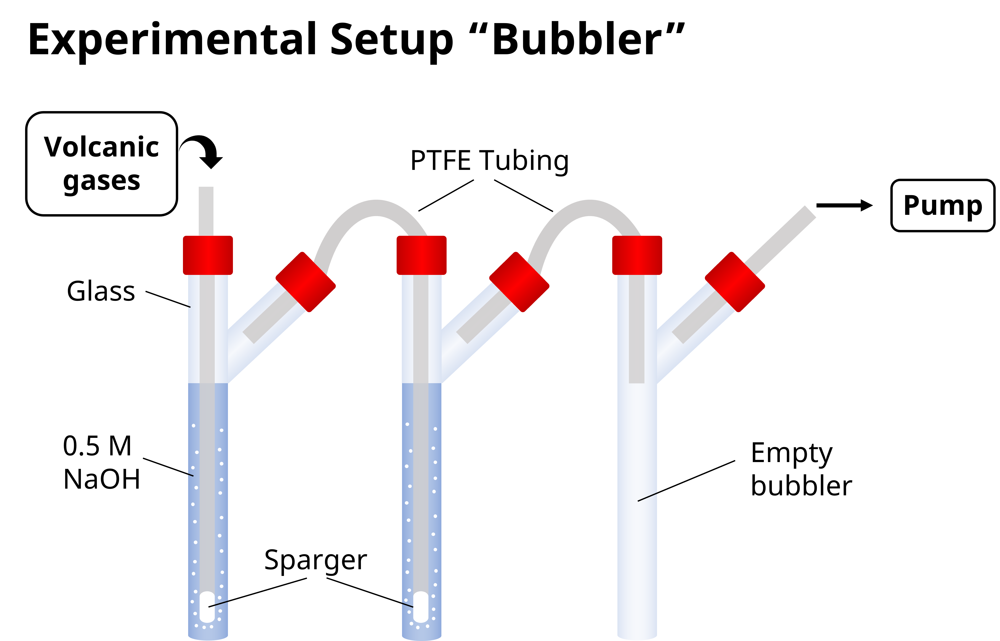 Experimental Setup “Bubbler”
Volcanic
gases
PTFE Tubing
Pump
Glass
0.5 M
NaOH
Empty
bubbler
Sparger